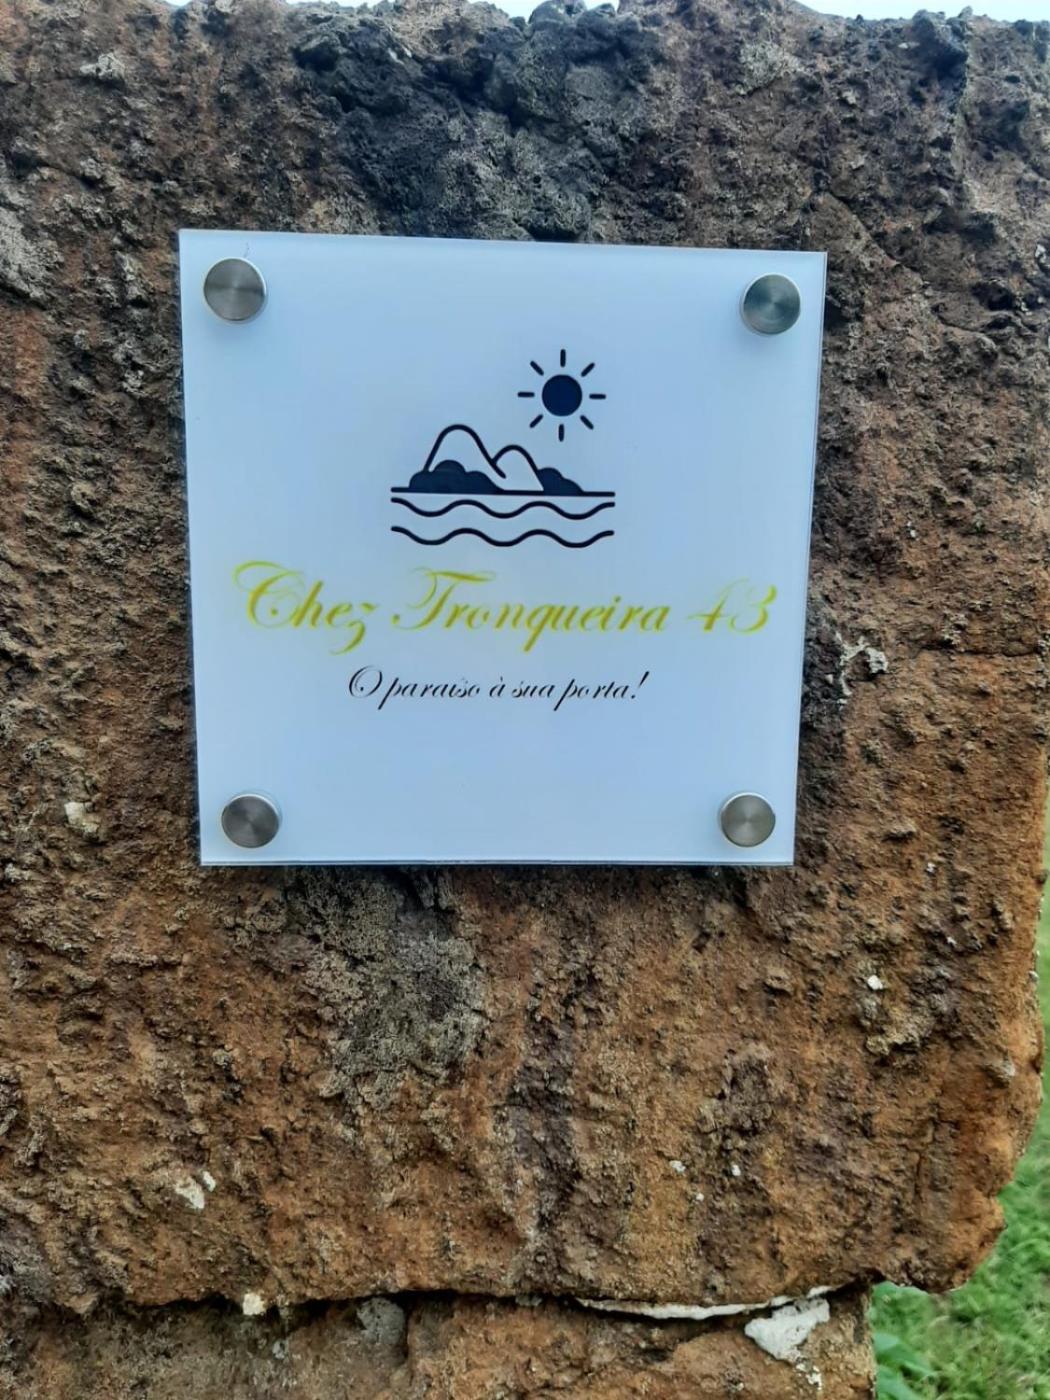 Chez Tronqueira 43
O paraíso à sua porta!